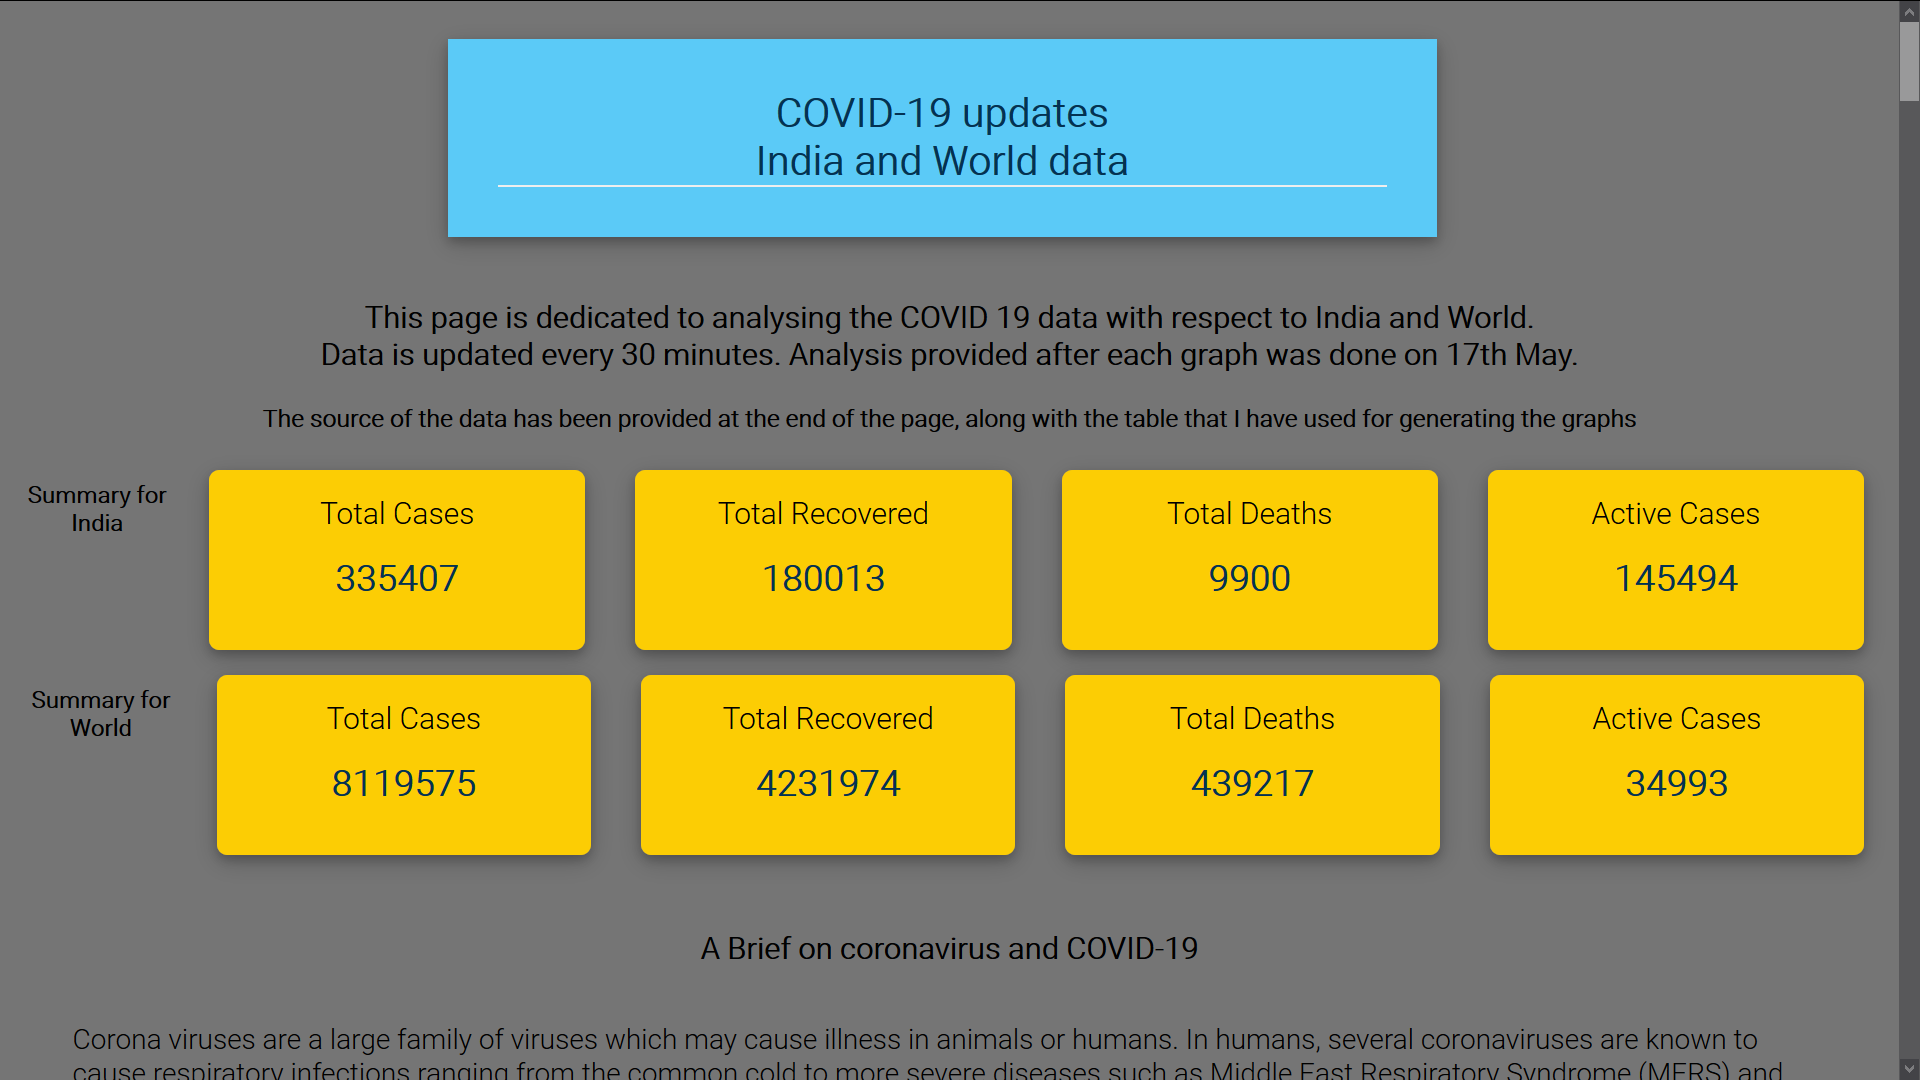 COVID-19 updates
India and World data
This page is dedicated to analysing the COVID 19 data with respect to India and World.
Data is updated every 30 minutes. Analysis provided after each graph was done on 17th May.
The source of the data has been provided at the end of the page, along with the table that I have used for generating the graphs
Summary for
India
Total Cases
335407
Total Recovered
180013
Total Deaths
9900
Active Cases
145494
Summary for
World
Total Cases
8119575
Total Recovered
4231974
Total Deaths
439217
Active Cases
34993
A Brief on coronavirus and COVID-19
Corona viruses are a large family of viruses which may cause illness in animals or humans. In humans, several coronaviruses are known to
cause respiratory infections ranging from the common cold to more severe diseases such as Middle East Respiratory Syndrome (MERS) and